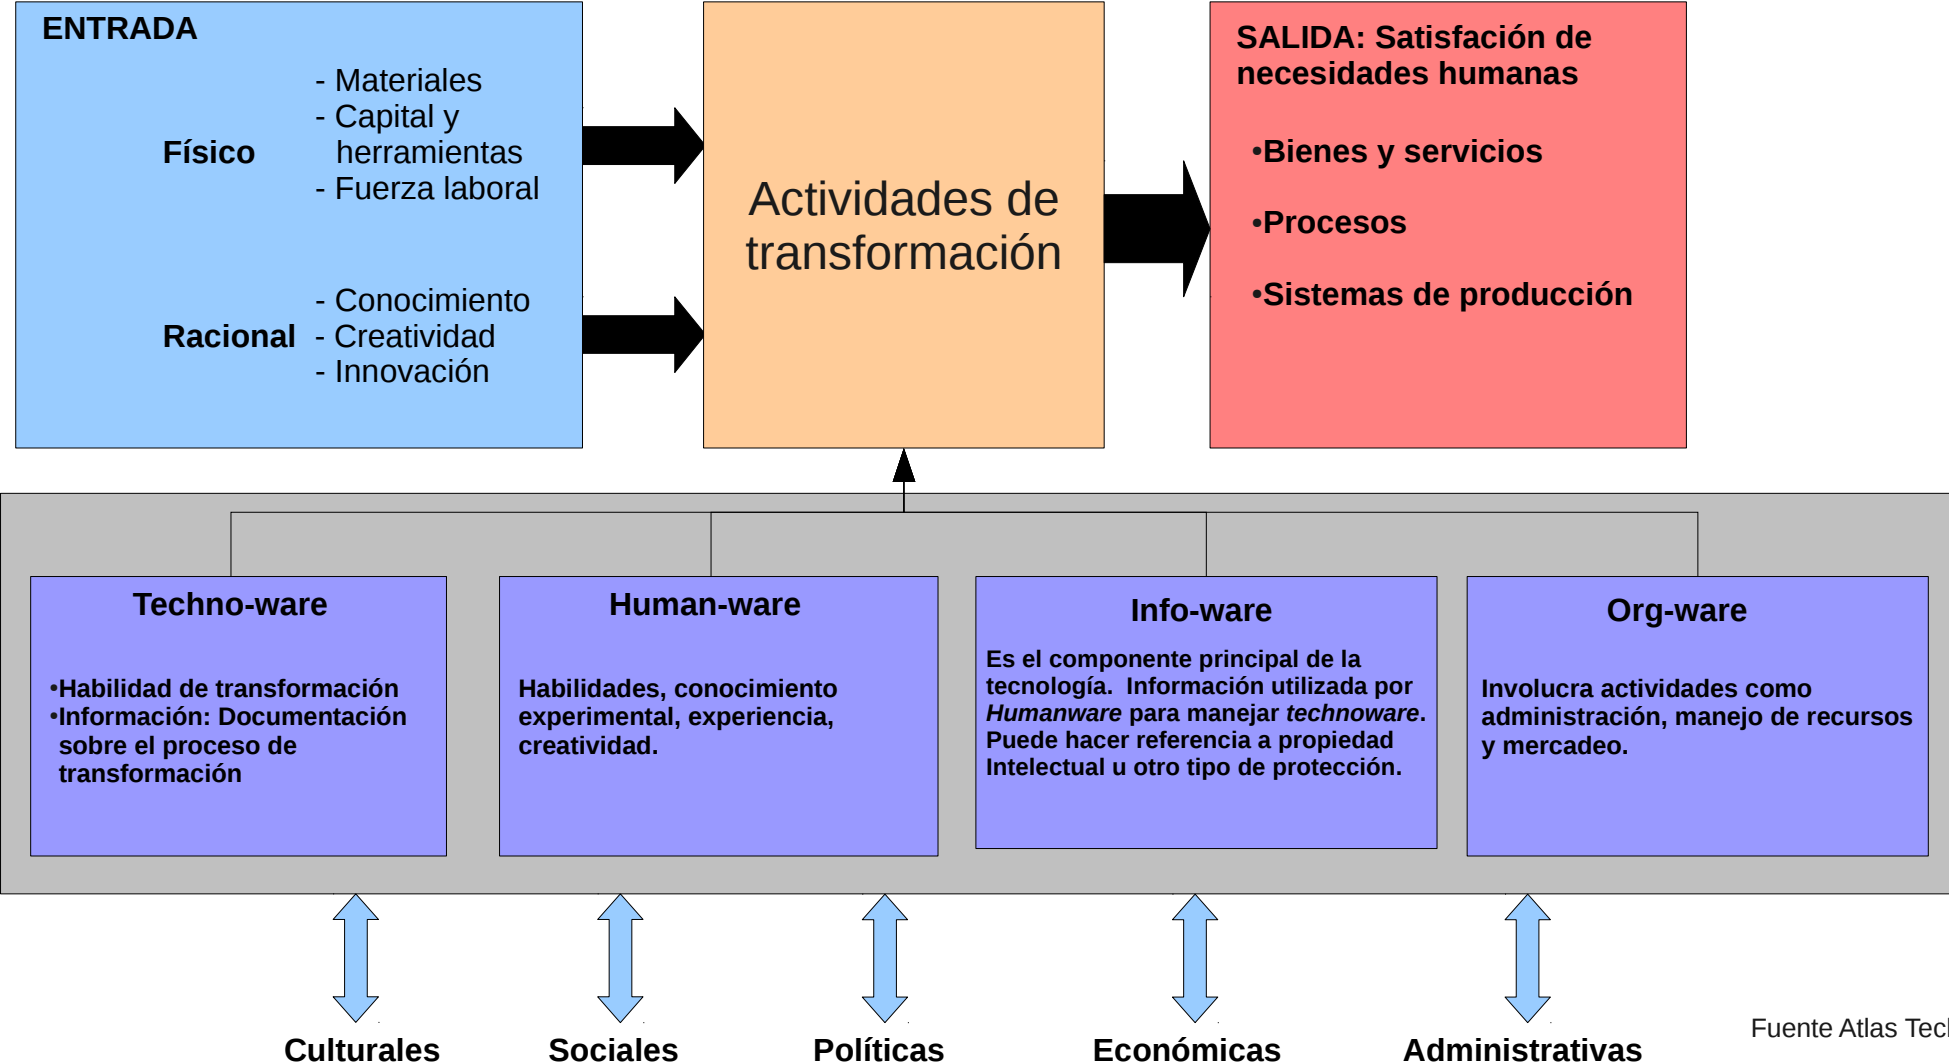 ENTRADA
Físico
- Materiales
- Capital y
herramientas
- Fuerza laboral
Racional
- Conocimiento
- Creatividad
- Innovación
Actividades de
transformación
SALIDA: Satisfación de
necesidades humanas
•Bienes y servicios
•Procesos
•Sistemas de producción
Techno-ware
•Habilidad de transformación
•Información: Documentación
sobre el proceso de
transformación
Human-ware
Habilidades, conocimiento
experimental, experiencia,
creatividad.
Info-ware
Es el componente principal de la
tecnología. Información utilizada por
Humanware para manejar technoware.
Puede hacer referencia a propiedad
Intelectual u otro tipo de protección.
Org-ware
Involucra actividades como
administración, manejo de recursos
y mercadeo.
Culturales
Sociales
Políticas
Económicas
Administrativas
Fuente Atlas